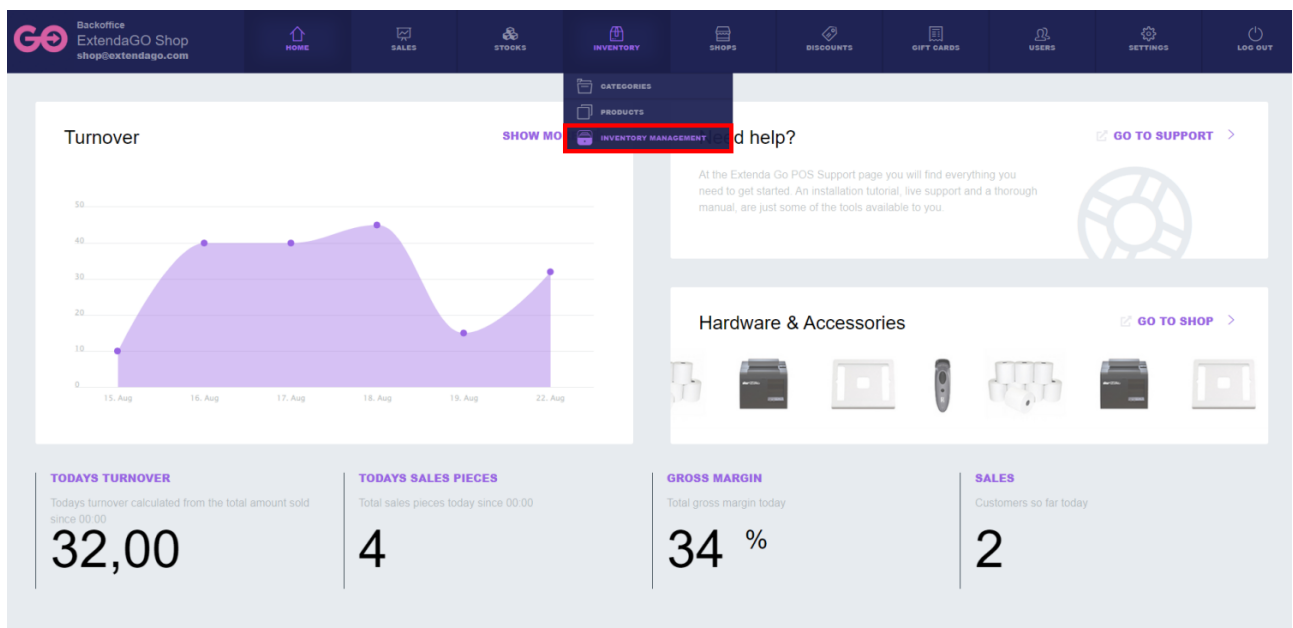 GO
Backoffice
ExtendaGO Shop
shop@extendago.com
HOME
SALES
STOCKS
INVENTORY
SHOPS
DISCOUNTS
GIFT CARDS
USERS
SETTINGS
LOG OUT
CATEGORIES
PRODUCTS
INVENTORY MANAGEMENT
Turnover
SHOW MO
50
40
30
20
10
0
15. Aug
16. Aug
17. Aug
18. Aug
19. Aug
22. Aug
Need help?
GO TO SUPPORT
At the Extenda Go POS Support page you will find everything you
need to get started. An installation tutorial, live support and a thorough
manual, are just some of the tools available to you.
Hardware & Accessories
GO TO SHOP
TODAYS TURNOVER
Todays turnover calculated from the total amount sold
since 00:00
32,00
TODAYS SALES PIECES
Total sales pieces today since 00:00
4
GROSS MARGIN
Total gross margin today
34 %
SALES
Customers so far today
2